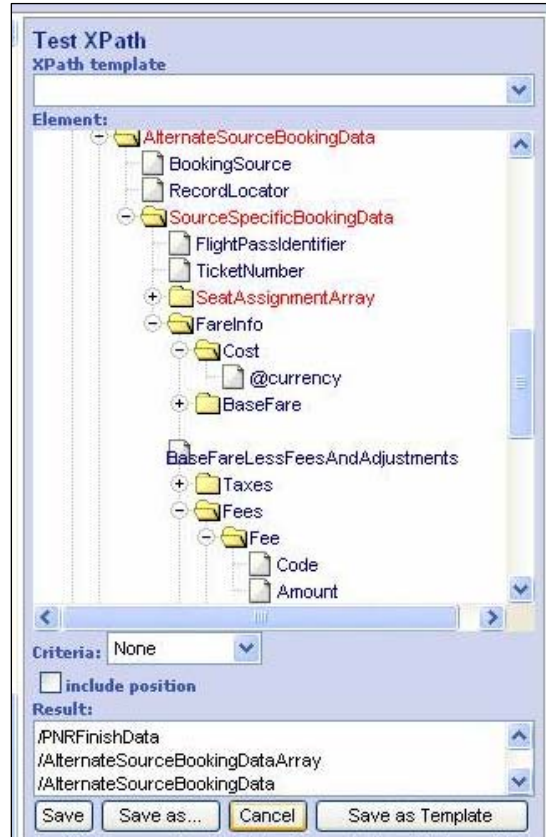 Test XPath
XPath template
Element:
AlternateSourceBookingData
BookingSource
RecordLocator
SourceSpecificBookingData
FlightPassIdentifier
TicketNumber
SeatAssignmentArray
FareInfo
Cost
@currency
BaseFare
BaseFareLessFeesAndAdjustments
Taxes
Fees
Fee
Code
Amount
Criteria: None
include position
Result:
/PNRFinishData
/AlternateSourceBookingDataArray
/AlternateSourceBookingData
Save Save as... Cancel Save as Template